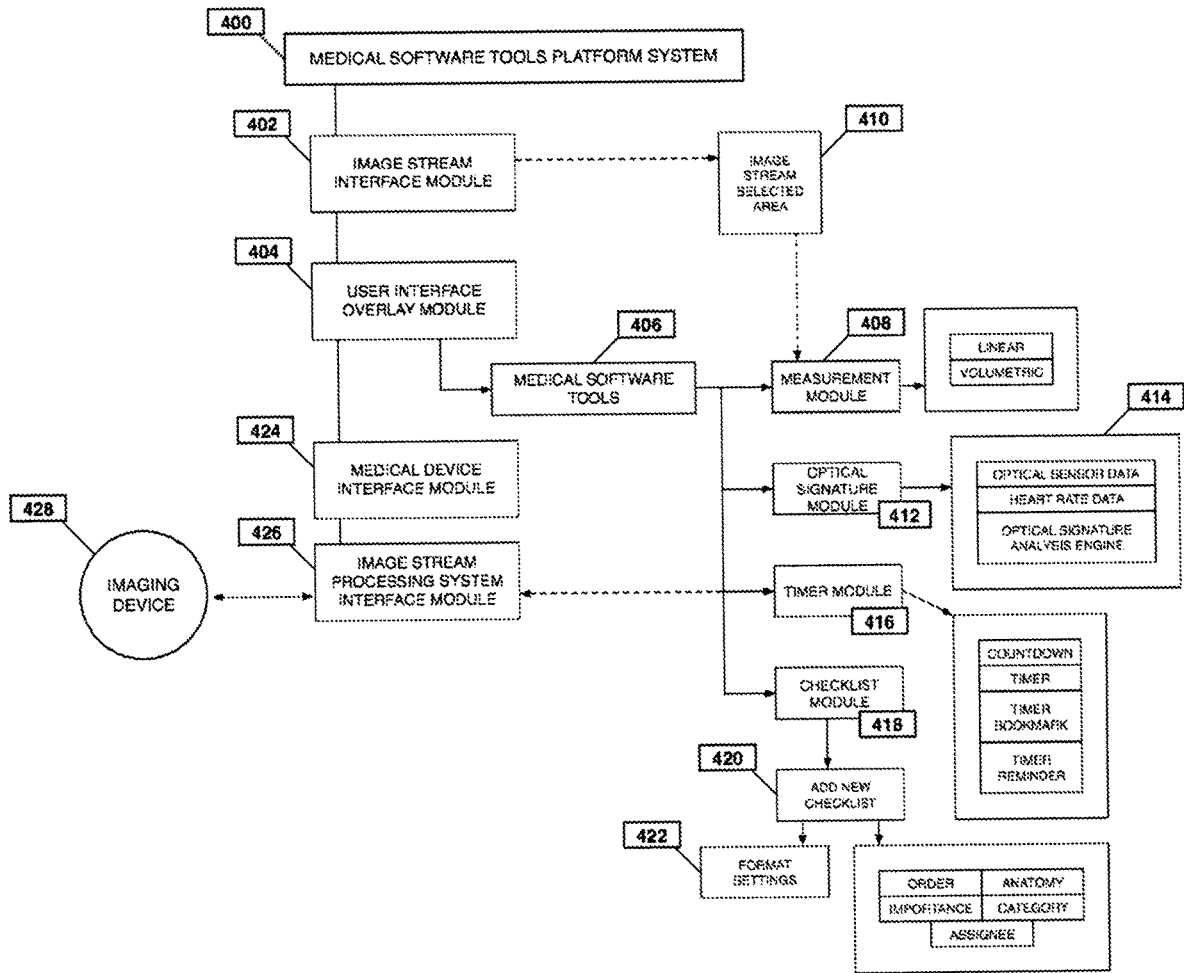 400
MEDICAL SOFTWARE TOOLS PLATFORM SYSTEM
402
IMAGE STREAM
INTERFACE MODULE
410
IMAGE
STREAM
SELECTED
AREA
404
USER INTERFACE
OVERLAY MODULE
406
MEDICAL SOFTWARE
TOOLS
408
MEASUREMENT
MODULE
LINEAR
VOLUMETRIC
414
424
MEDICAL DEVICE
INTERFACE MODULE
OPTICAL
SIGNATURE
MODULE
412
OPTICAL SENSOR DATA
HEART RATE DATA
OPTICAL SIGNATURE
ANALYSIS ENGINE
428
IMAGING
DEVICE
426
IMAGE STREAM
PROCESSING SYSTEM
INTERFACE MODULE
TIMER MODULE
416
COUNTDOWN
TIMER
TIMER
BOOKMARK
TIMER
REMINDER
CHECKLIST
MODULE
418
420
ADD NEW
CHECKLIST
422
FORMAT
SETTINGS
ORDER
ANATOMY
IMPORTANCE
CATEGORY
ASSIGNEE